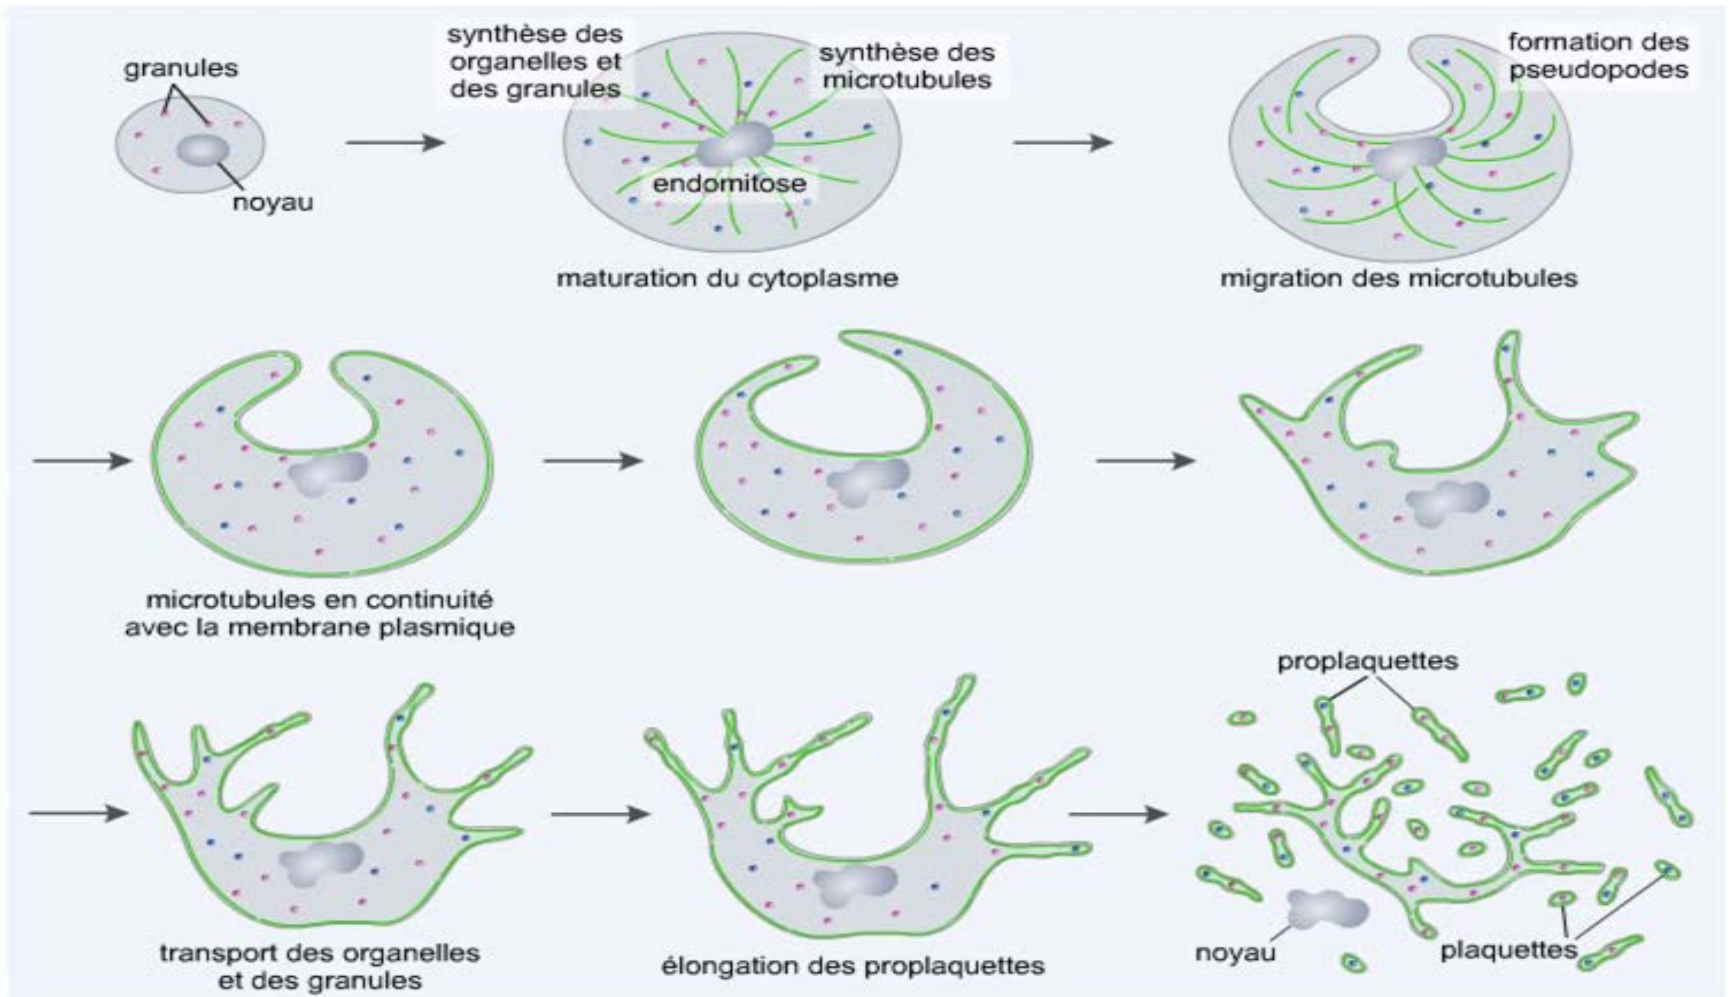 granules
noyau
synthèse des
organelles et
des granules
synthèse des
microtubules
endomitose
maturation du cytoplasme
formation des
pseudopodes
migration des microtubules
microtubules en continuité
avec la membrane plasmique
transport des organelles
et des granules
élongation des proplaquettes
proplaquettes
noyau
plaquettes